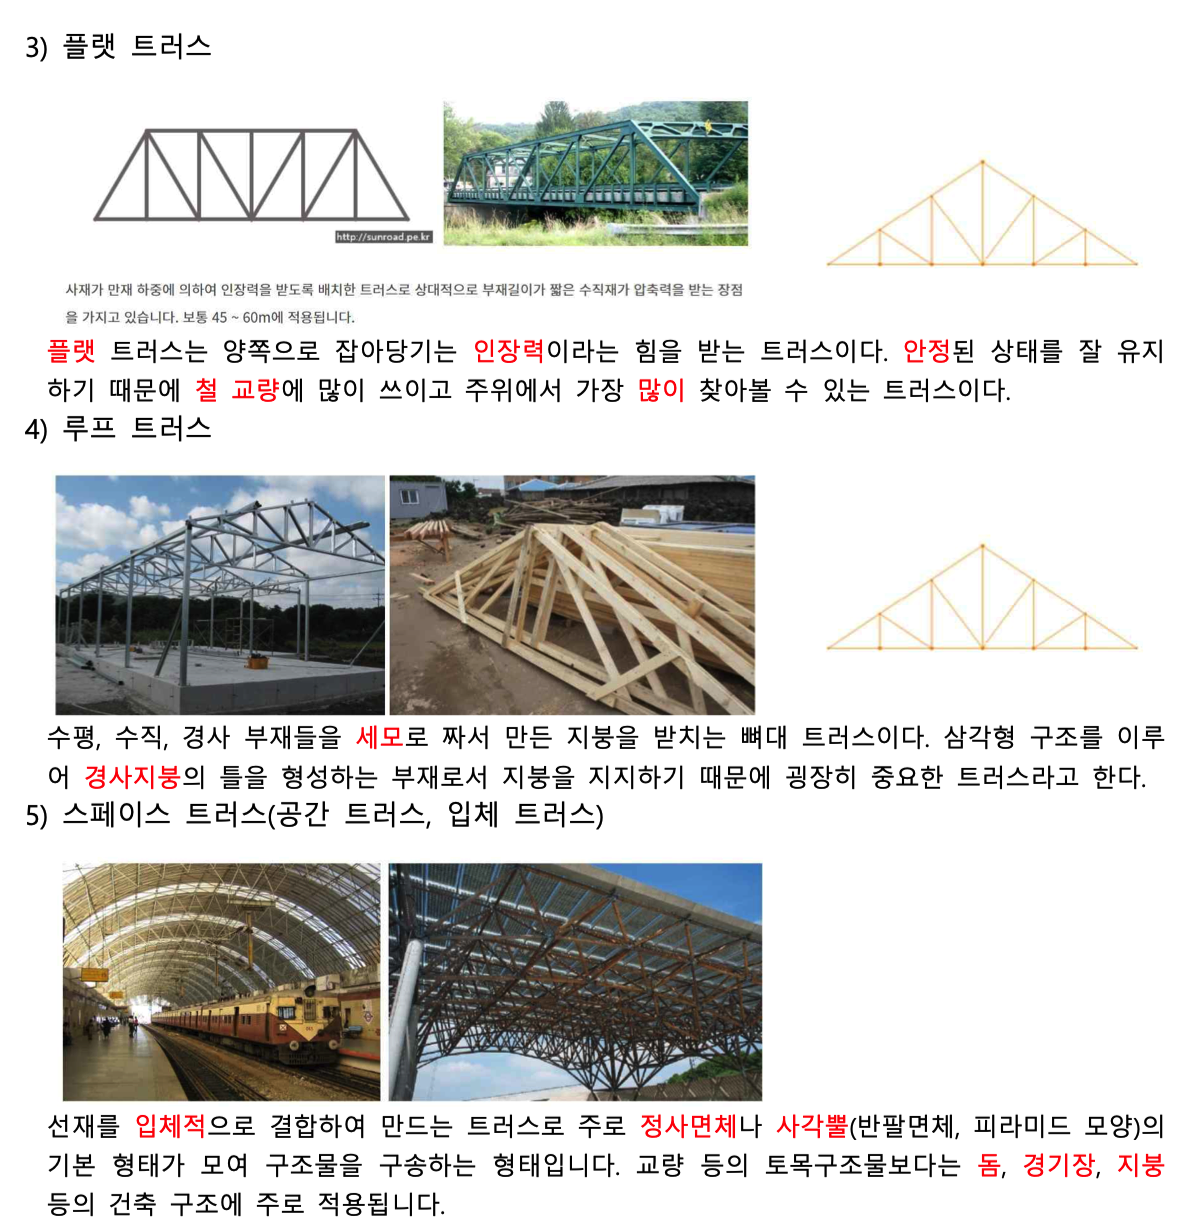 3) 플랫 트러스
http://sunroad.pe.kr
사재가 만재 하중에 의하여 인장력을 받도록 배치한 트러스로 상대적으로 부재길이가 짧은 수직재가 압축력을 받는 장점
을 가지고 있습니다. 보통 45 ~ 60m에 적용됩니다.
플랫 트러스는 양쪽으로 잡아당기는 인장력이라는 힘을 받는 트러스이다. 안정된 상태를 잘 유지
하기 때문에 철 교량에 많이 쓰이고 주위에서 가장 많이 찾아볼 수 있는 트러스이다.
4) 루프 트러스
수평, 수직, 경사 부재들을 세모로 짜서 만든 지붕을 받치는 뼈대 트러스이다. 삼각형 구조를 이루
어 경사지붕의 틀을 형성하는 부재로서 지붕을 지지하기 때문에 굉장히 중요한 트러스라고 한다.
5) 스페이스 트러스(공간 트러스, 입체 트러스)
선재를 입체적으로 결합하여 만드는 트러스로 주로 정사면체나 사각뿔(반팔면체, 피라미드 모양)의
기본 형태가 모여 구조물을 구송하는 형태입니다. 교량 등의 토목구조물보다는 돔, 경기장, 지붕
등의 건축 구조에 주로 적용됩니다.